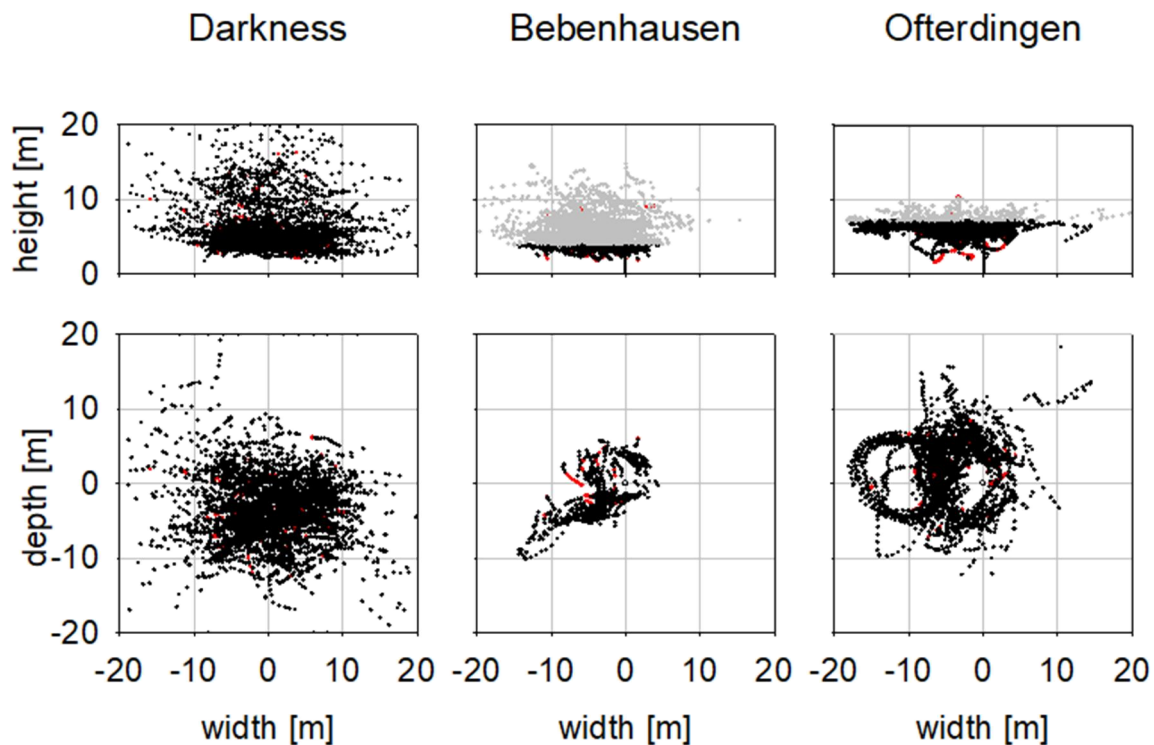 Darkness Bebenhausen Ofterdingen
height [m]
20
10
0
depth [m]
20
10
0
-10
-20
-20 -10 0 10 20 -20 -10 0 10 20 -20 -10 0 10 20
width [m] width [m] width [m]